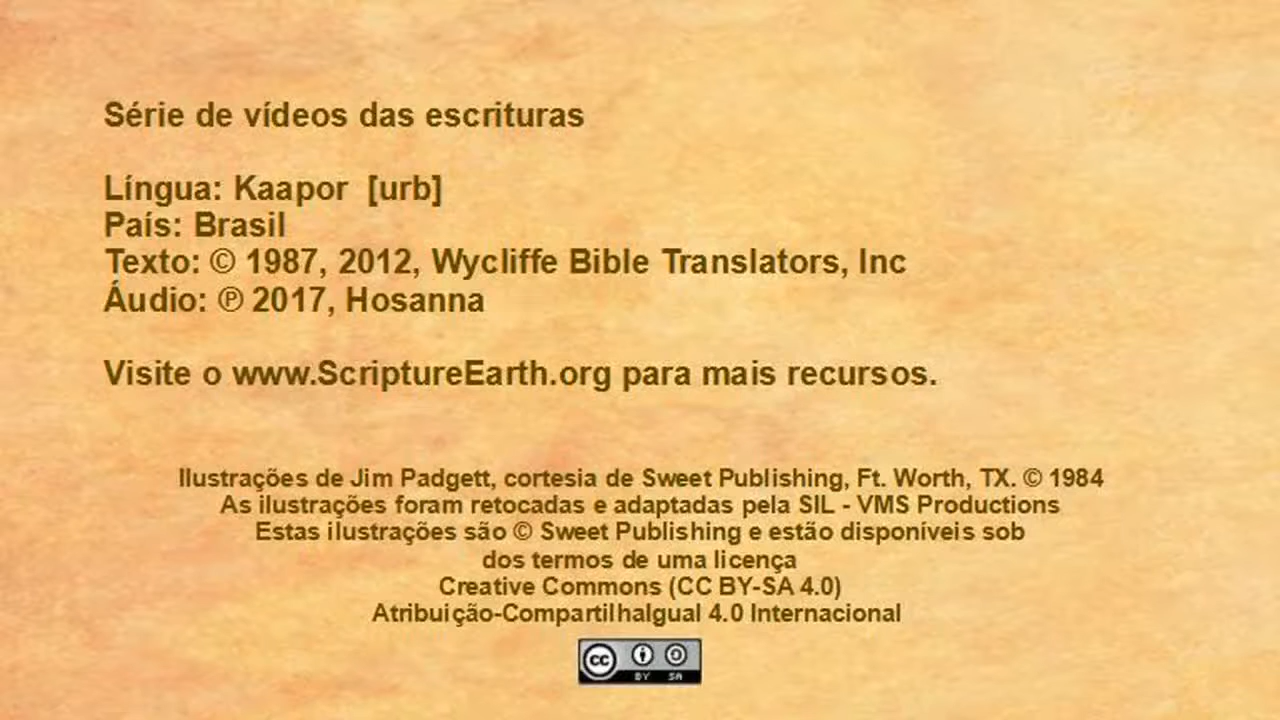 Série de vídeos das escrituras
Língua: Kaapor [urb]
País: Brasil
Texto: © 1987, 2012, Wycliffe Bible Translators, Inc
Áudio: ℗ 2017, Hosanna
Visite o www.ScriptureEarth.org para mais recursos.
Ilustrações de Jim Padgett, cortesia de Sweet Publishing, Ft. Worth, TX. © 1984
As ilustrações foram retocadas e adaptadas pela SIL - VMS Productions
Estas ilustrações são © Sweet Publishing e estão disponíveis sob
dos termos de uma licença
Creative Commons (CC BY-SA 4.0)
Atribuição-CompartilhaIgual 4.0 Internacional
cc
BY SA